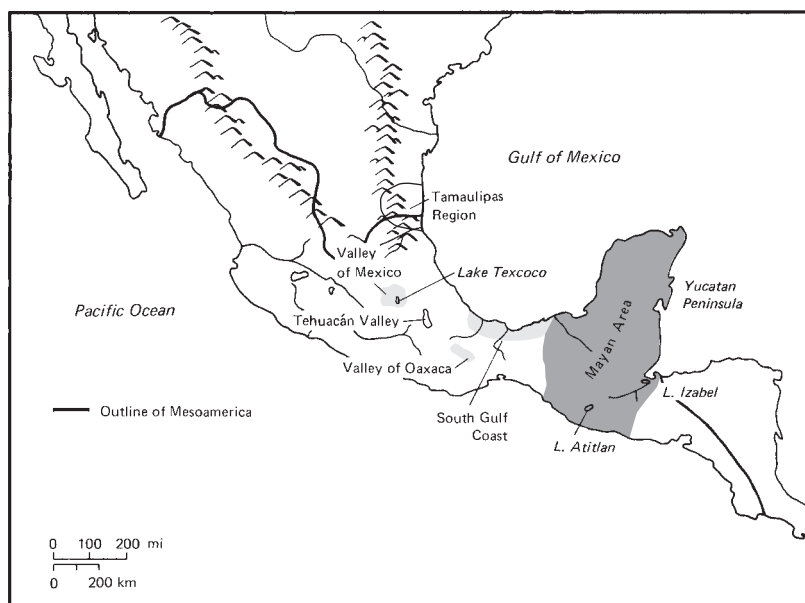 Gulf of Mexico
Tamaulipas
Region
Valley
of Mexico
Lake Texcoco
Pacific Ocean
Yucatan
Peninsula
Tehuacán Valley
Mayan Area
Valley of Oaxaca
L. Izabel
Outline of Mesoamerica
South Gulf
Coast
L. Atitlan
0 100 200 mi
0 200 km